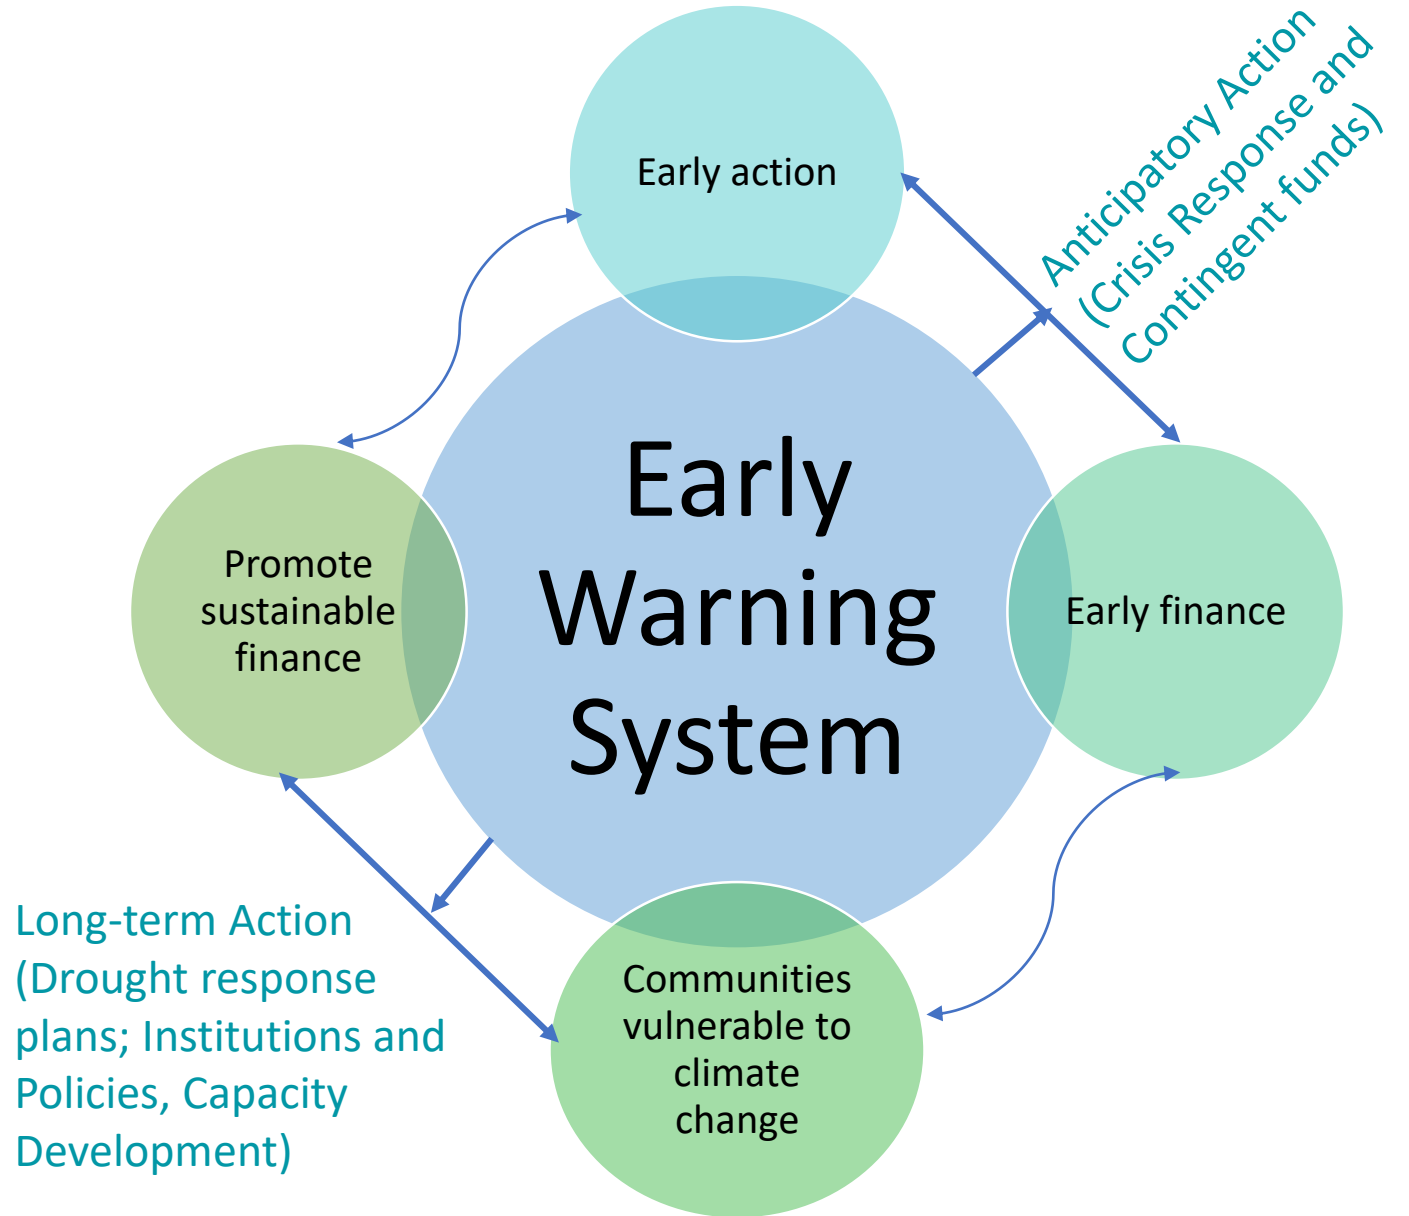 Early action
Anticipatory Action
(Crisis Response and
Contingent funds)
Early
Warning
System
Promote
sustainable
finance
Early finance
Long-term Action
(Drought response
plans; Institutions and
Policies, Capacity
Development)
Communities
vulnerable to
climate
change